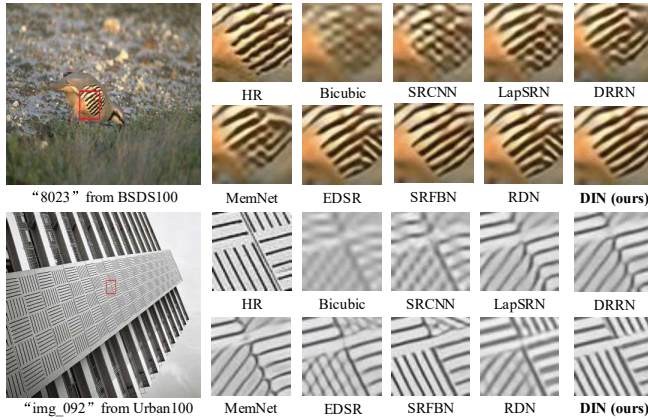 HR Bicubic SRCNN LapSRN DRRN
“8023” from BSDS100 MemNet EDSR SRFBN RDN DIN (ours)
HR Bicubic SRCNN LapSRN DRRN
“img_092” from Urban100 MemNet EDSR SRFBN RDN DIN (ours)